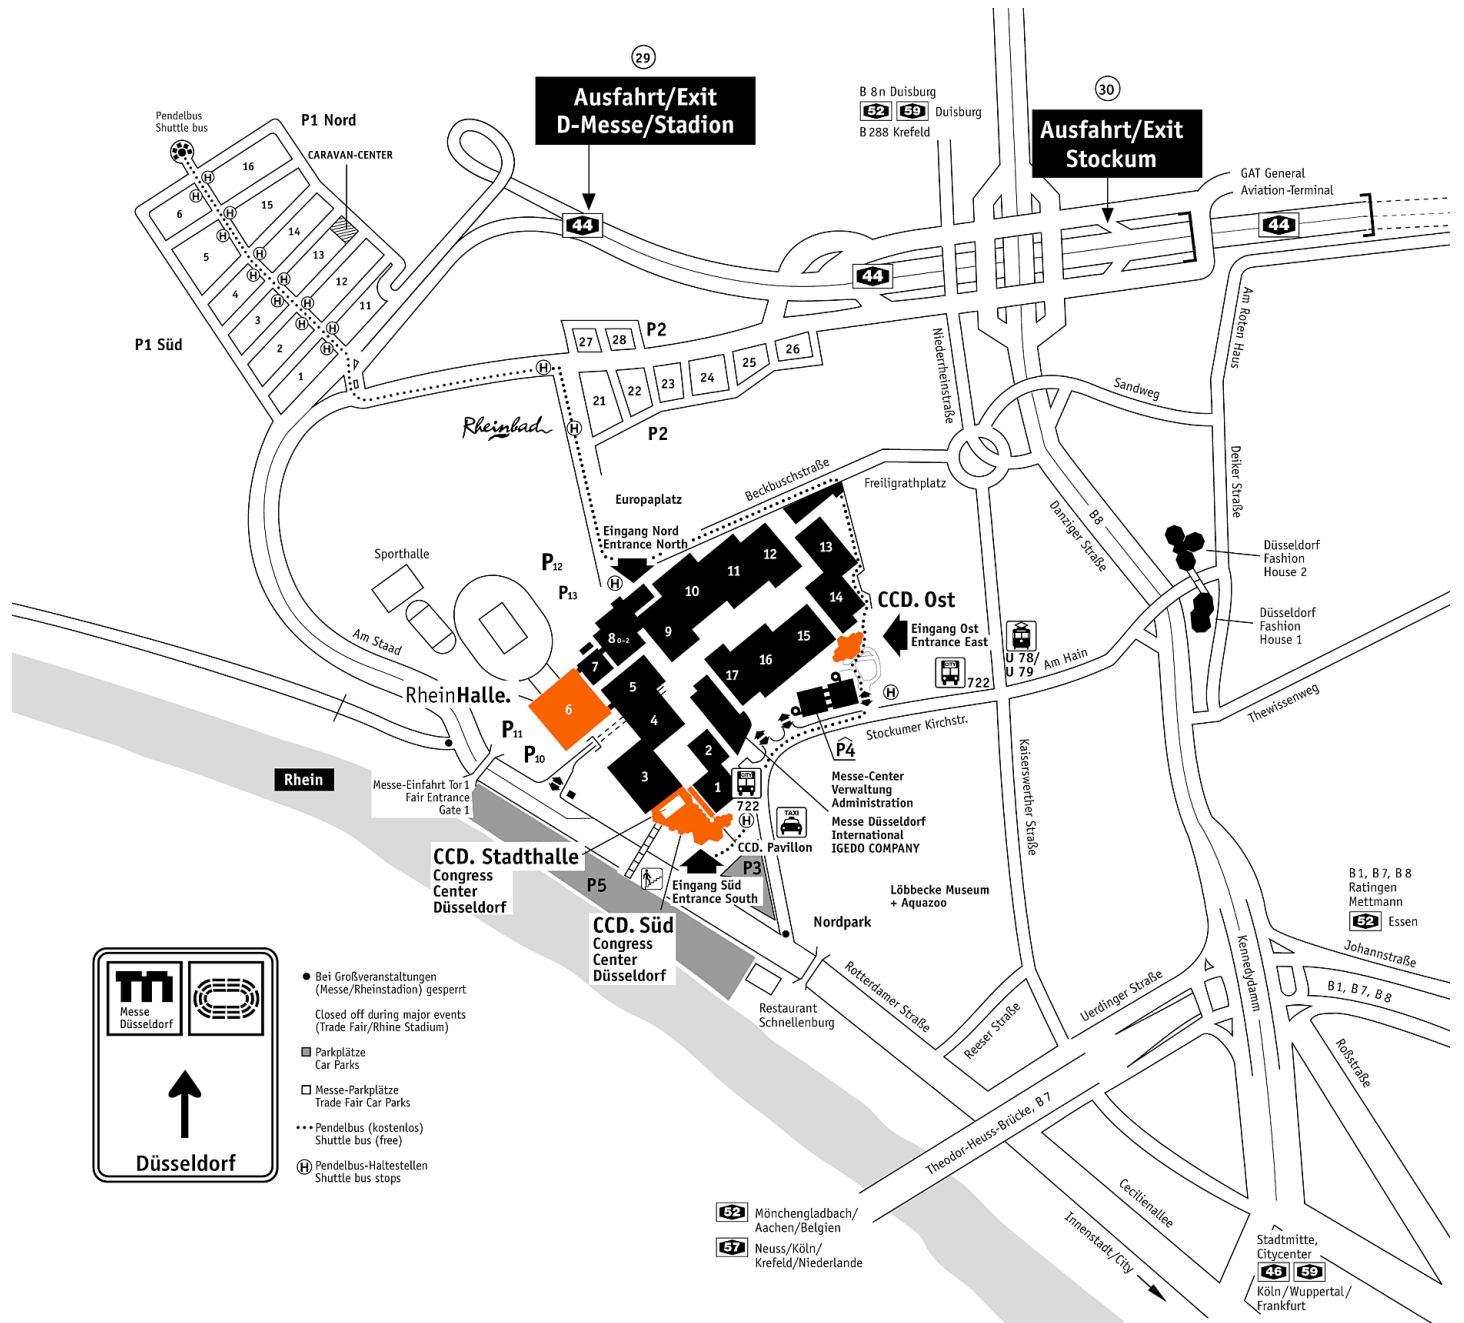 29
Ausfahrt/Exit
D-Messe/Stadion
30
Ausfahrt/Exit
Stockum
B 8n Duisburg
52 59 Duisburg
B 288 Krefeld
GAT General
Aviation-Terminal
44
44
44
Pendelbus
Shuttle bus
P1 Nord
CARAVAN-CENTER
P1 Süd
16
15
14
13
12
11
6
5
4
3
2
1
H
H
H
H
H
H
H
H
H
H
H
H
27
28
P2
26
25
24
23
22
21
P2
H
H
Rheinbad
Niederrheinstraße
Sandweg
Am Roten Haus
Deiker Straße
Danziger Straße
B8
Beckbuschstraße
Freiligrathplatz
Europaplatz
Eingang Nord
Entrance North
H
Sporthalle
P12
P13
Am Staad
RheinHalle.
P11
P10
13
12
11
10
14
9
8 0-2
7
6
5
4
3
15
16
17
2
1
CCD. Ost
Eingang Ost
Entrance East
U 78/
U 79
CITY
722
H
Am Hain
Düsseldorf
Fashion
House 2
Düsseldorf
Fashion
House 1
Thewissenweg
Stockumer Kirchstr.
P4
Kaiserswerther Straße
Messe-Center
Verwaltung
Administration
Messe Düsseldorf
International
IGEDO COMPANY
CITY
722
H
TAXI
CCD. Pavillon
Rhein
Messe-Einfahrt Tor 1
Fair Entrance
Gate 1
CCD. Stadthalle
Congress
Center
Düsseldorf
P5
P3
Eingang Süd
Entrance South
CCD. Süd
Congress
Center
Düsseldorf
Löbbecke Museum
+ Aquazoo
Nordpark
Restaurant
Schnellenburg
Rotterdamer Straße
Reeser Straße
Uerdinger Straße
Kennedydamm
B 1, B 7, B 8
Ratingen
Mettmann
52 Essen
Johannstraße
B 1, B 7, B 8
Roßstraße
Theodor-Heuss-Brücke, B 7
Cecilienallee
Innenstadt/City
52 Mönchengladbach/
Aachen/Belgien
57 Neuss/Köln/
Krefeld/Niederlande
Stadtmitte,
Citycenter
46 59
Köln/Wuppertal/
Frankfurt
Messe
Düsseldorf
Düsseldorf
Bei Großveranstaltungen
(Messe/Rheinstadion) gesperrt
Closed off during major events
(Trade Fair/Rhine Stadium)
Parkplätze
Car Parks
Messe-Parkplätze
Trade Fair Car Parks
Pendelbus (kostenlos)
Shuttle bus (free)
H Pendelbus-Haltestellen
Shuttle bus stops